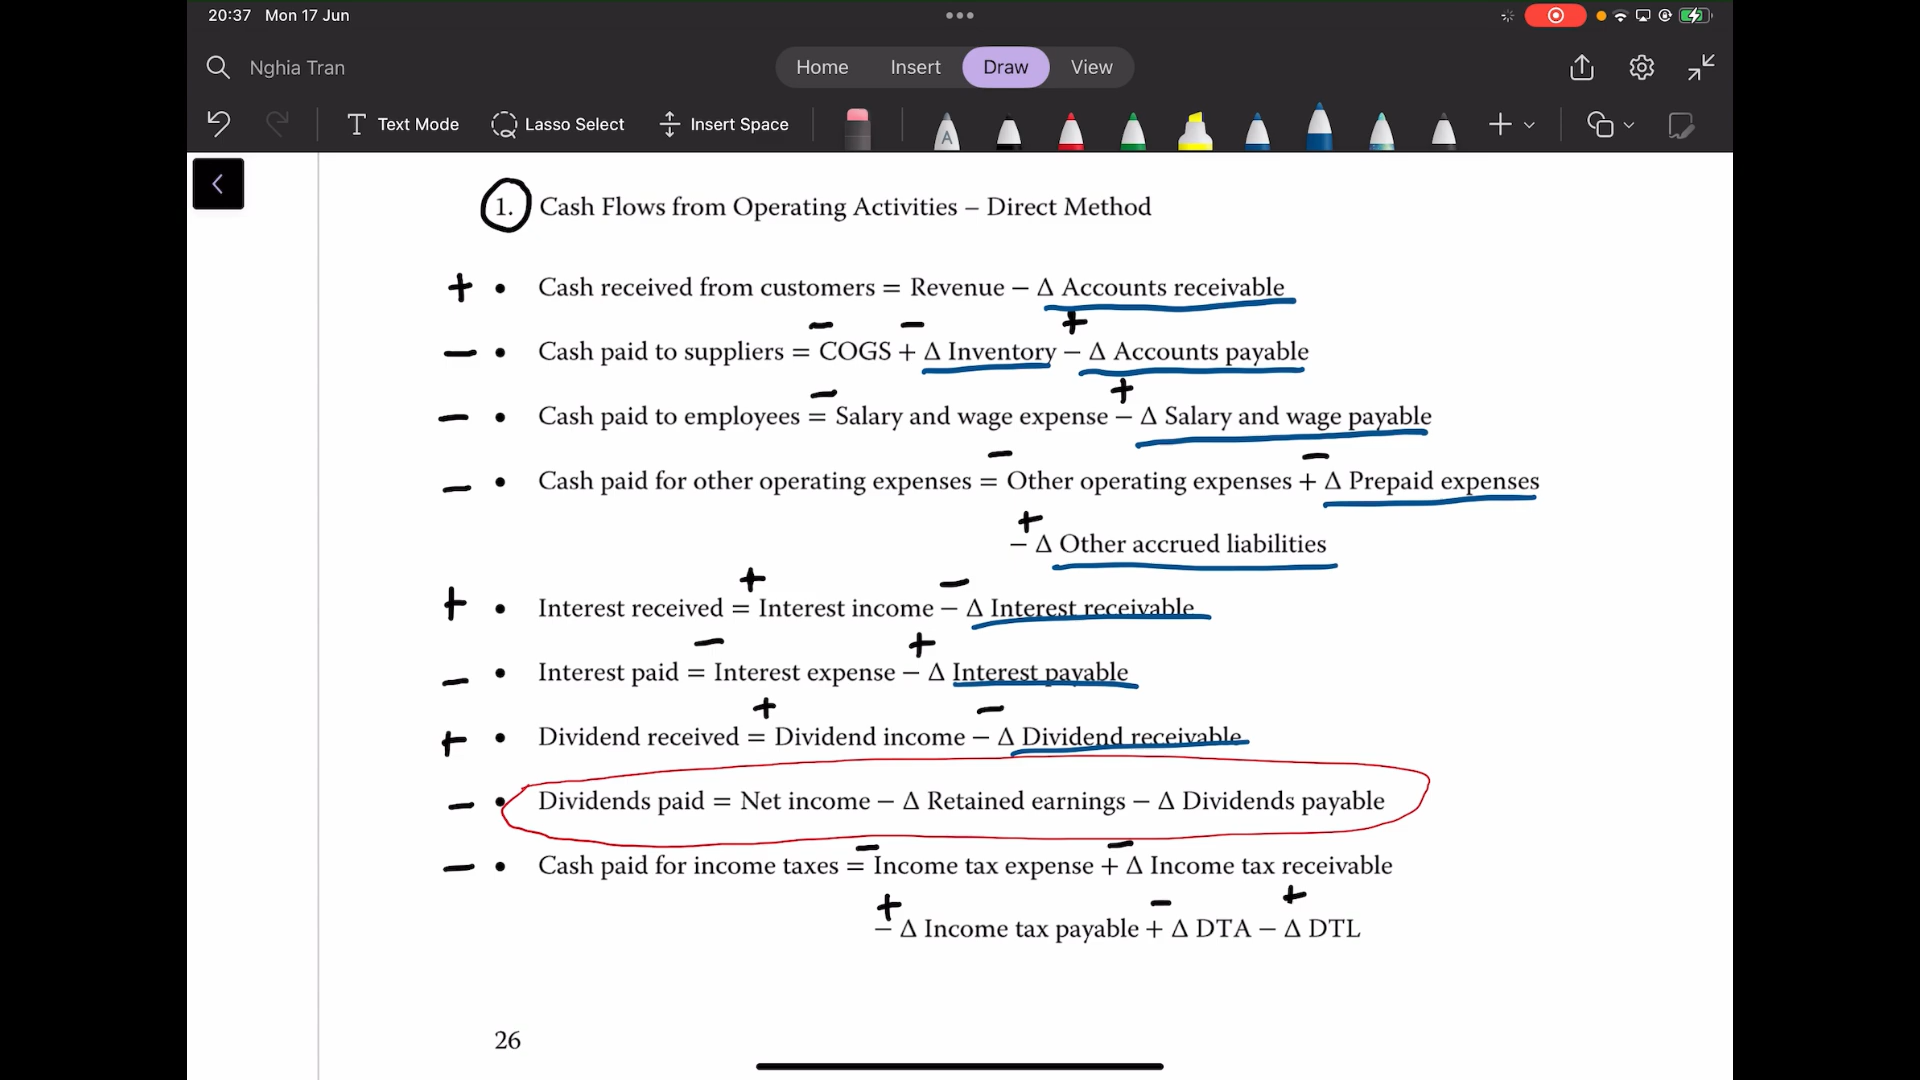 20:37 Mon 17 Jun
Nghia Tran
Home Insert Draw View
Text Mode Lasso Select Insert Space A
1. Cash Flows from Operating Activities – Direct Method
+ • Cash received from customers = Revenue − Δ Accounts receivable
− − +
− • Cash paid to suppliers = COGS + Δ Inventory − Δ Accounts payable
− +
− • Cash paid to employees = Salary and wage expense − Δ Salary and wage payable
− −
− • Cash paid for other operating expenses = Other operating expenses + Δ Prepaid expenses
+
− Δ Other accrued liabilities
+ −
+ • Interest received = Interest income − Δ Interest receivable
− +
− • Interest paid = Interest expense − Δ Interest payable
+ −
+ • Dividend received = Dividend income − Δ Dividend receivable
− • Dividends paid = Net income − Δ Retained earnings − Δ Dividends payable
− −
− • Cash paid for income taxes = Income tax expense + Δ Income tax receivable
+ − +
− Δ Income tax payable + Δ DTA − Δ DTL
26